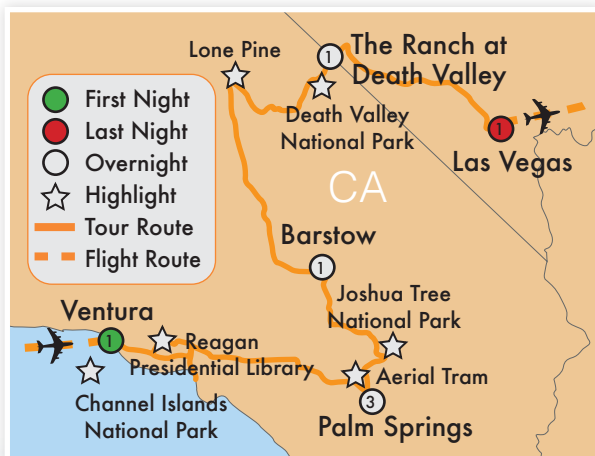 Lone Pine
1
The Ranch at
Death Valley
First Night
Last Night
Overnight
Highlight
Tour Route
Flight Route
Death Valley
National Park
1
Las Vegas
CA
Barstow
1
Joshua Tree
National Park
Ventura
1
Reagan
Presidential Library
Aerial Tram
Channel Islands
National Park
3
Palm Springs